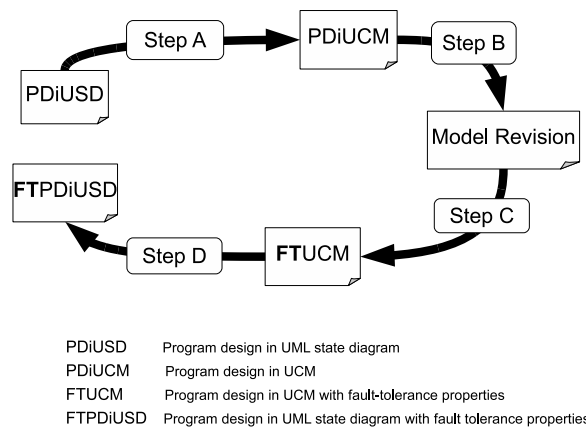 Step A
PDiUCM
Step B
PDiUSD
Model Revision
FTPDiUSD
Step C
Step D
FTUCM
PDiUSD Program design in UML state diagram
PDiUCM Program design in UCM
FTUCM Program design in UCM with fault-tolerance properties
FTPDiUSD Program design in UML state diagram with fault tolerance properties